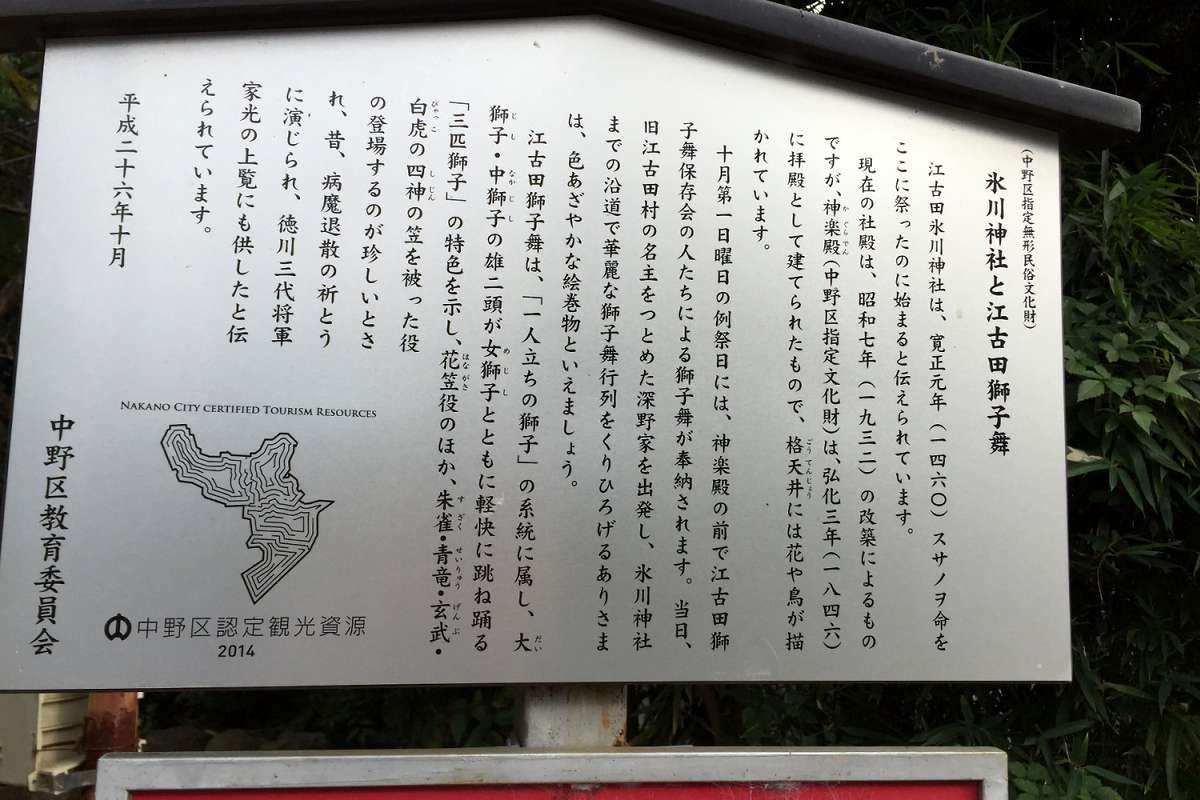 (中野区指定無形民俗文化財)
氷川神社と江古田獅子舞
江古田氷川神社は、寛正元年(一四六〇)スサノヲ命を
ここに祭ったのに始まると伝えられています。
現在の社殿は、昭和七年(一九三二)の改築によるもの
ですが、神楽殿(中野区指定文化財)は、弘化三年(一八四六)
に拝殿として建てられたもので、格天井には花や鳥が描
かれています。
十月第一日曜日の例祭日には、神楽殿の前で江古田獅
子舞保存会の人たちによる獅子舞が奉納されます。当日、
旧江古田村の名主をつとめた深野家を出発し、氷川神社
までの沿道で華麗な獅子舞行列をくりひろげるありさま
は、色あざやかな絵巻物といえましょう。
江古田獅子舞は、「一人立ちの獅子」の系統に属し、大
獅子・中獅子の雄二頭が女獅子とともに軽快に跳ね踊る
「三匹獅子」の特色を示し、花笠役のほか、朱雀・青竜・玄武・
白虎の四神の笠を被った役
の登場するのが珍しいとさ
れ、昔、病魔退散の祈とう
に演じられ、徳川三代将軍
家光の上覧にも供したと伝
えられています。
平成二十六年十月
中野区教育委員会
NAKANO CITY CERTIFIED TOURISM RESOURCES
中野区認定観光資源
2014